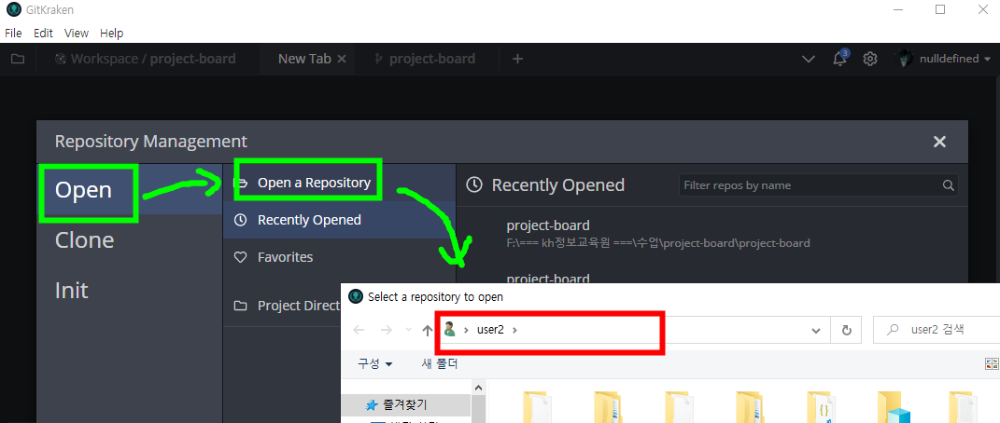 GitKraken
File Edit View Help
Workspace / project-board New Tab project-board 3 nulldefined
Repository Management
Open
Clone
Init
Open a Repository
Recently Opened
Favorites
Project Direct
Recently Opened Filter repos by name
project-board
F:\=== kh정보교육원 ===\수업\project-board\project-board
project-board
Select a repository to open
user2 user2 검색
구성 새 폴더
즐겨찾기